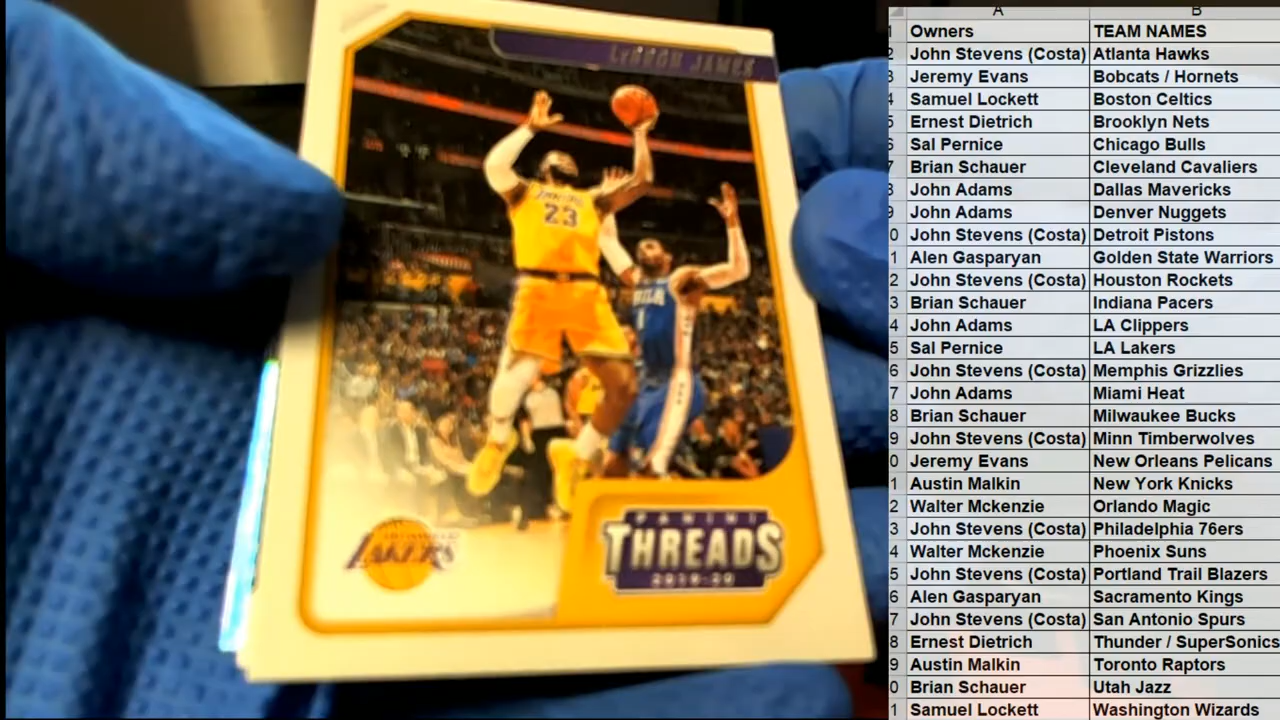 LeBRON JAMES
23
PHILA
1
LAKERS
PANINI
THREADS
2019-20
A B
1 Owners TEAM NAMES
2 John Stevens (Costa) Atlanta Hawks
3 Jeremy Evans Bobcats / Hornets
4 Samuel Lockett Boston Celtics
5 Ernest Dietrich Brooklyn Nets
6 Sal Pernice Chicago Bulls
7 Brian Schauer Cleveland Cavaliers
8 John Adams Dallas Mavericks
9 John Adams Denver Nuggets
0 John Stevens (Costa) Detroit Pistons
1 Alen Gasparyan Golden State Warriors
2 John Stevens (Costa) Houston Rockets
3 Brian Schauer Indiana Pacers
4 John Adams LA Clippers
5 Sal Pernice LA Lakers
6 John Stevens (Costa) Memphis Grizzlies
7 John Adams Miami Heat
8 Brian Schauer Milwaukee Bucks
9 John Stevens (Costa) Minn Timberwolves
0 Jeremy Evans New Orleans Pelicans
1 Austin Malkin New York Knicks
2 Walter Mckenzie Orlando Magic
3 John Stevens (Costa) Philadelphia 76ers
4 Walter Mckenzie Phoenix Suns
5 John Stevens (Costa) Portland Trail Blazers
6 Alen Gasparyan Sacramento Kings
7 John Stevens (Costa) San Antonio Spurs
8 Ernest Dietrich Thunder / SuperSonics
9 Austin Malkin Toronto Raptors
0 Brian Schauer Utah Jazz
1 Samuel Lockett Washington Wizards